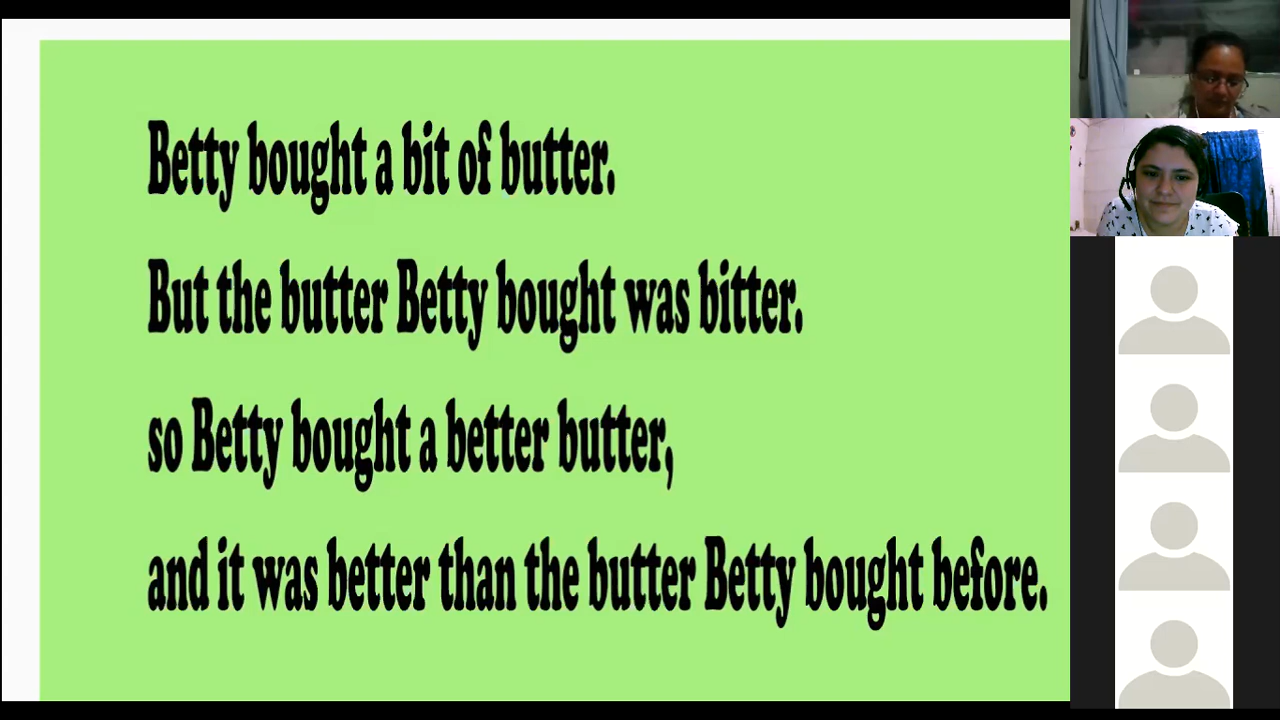 Betty bought a bit of butter.
But the butter Betty bought was bitter.
so Betty bought a better butter,
and it was better than the butter Betty bought before.